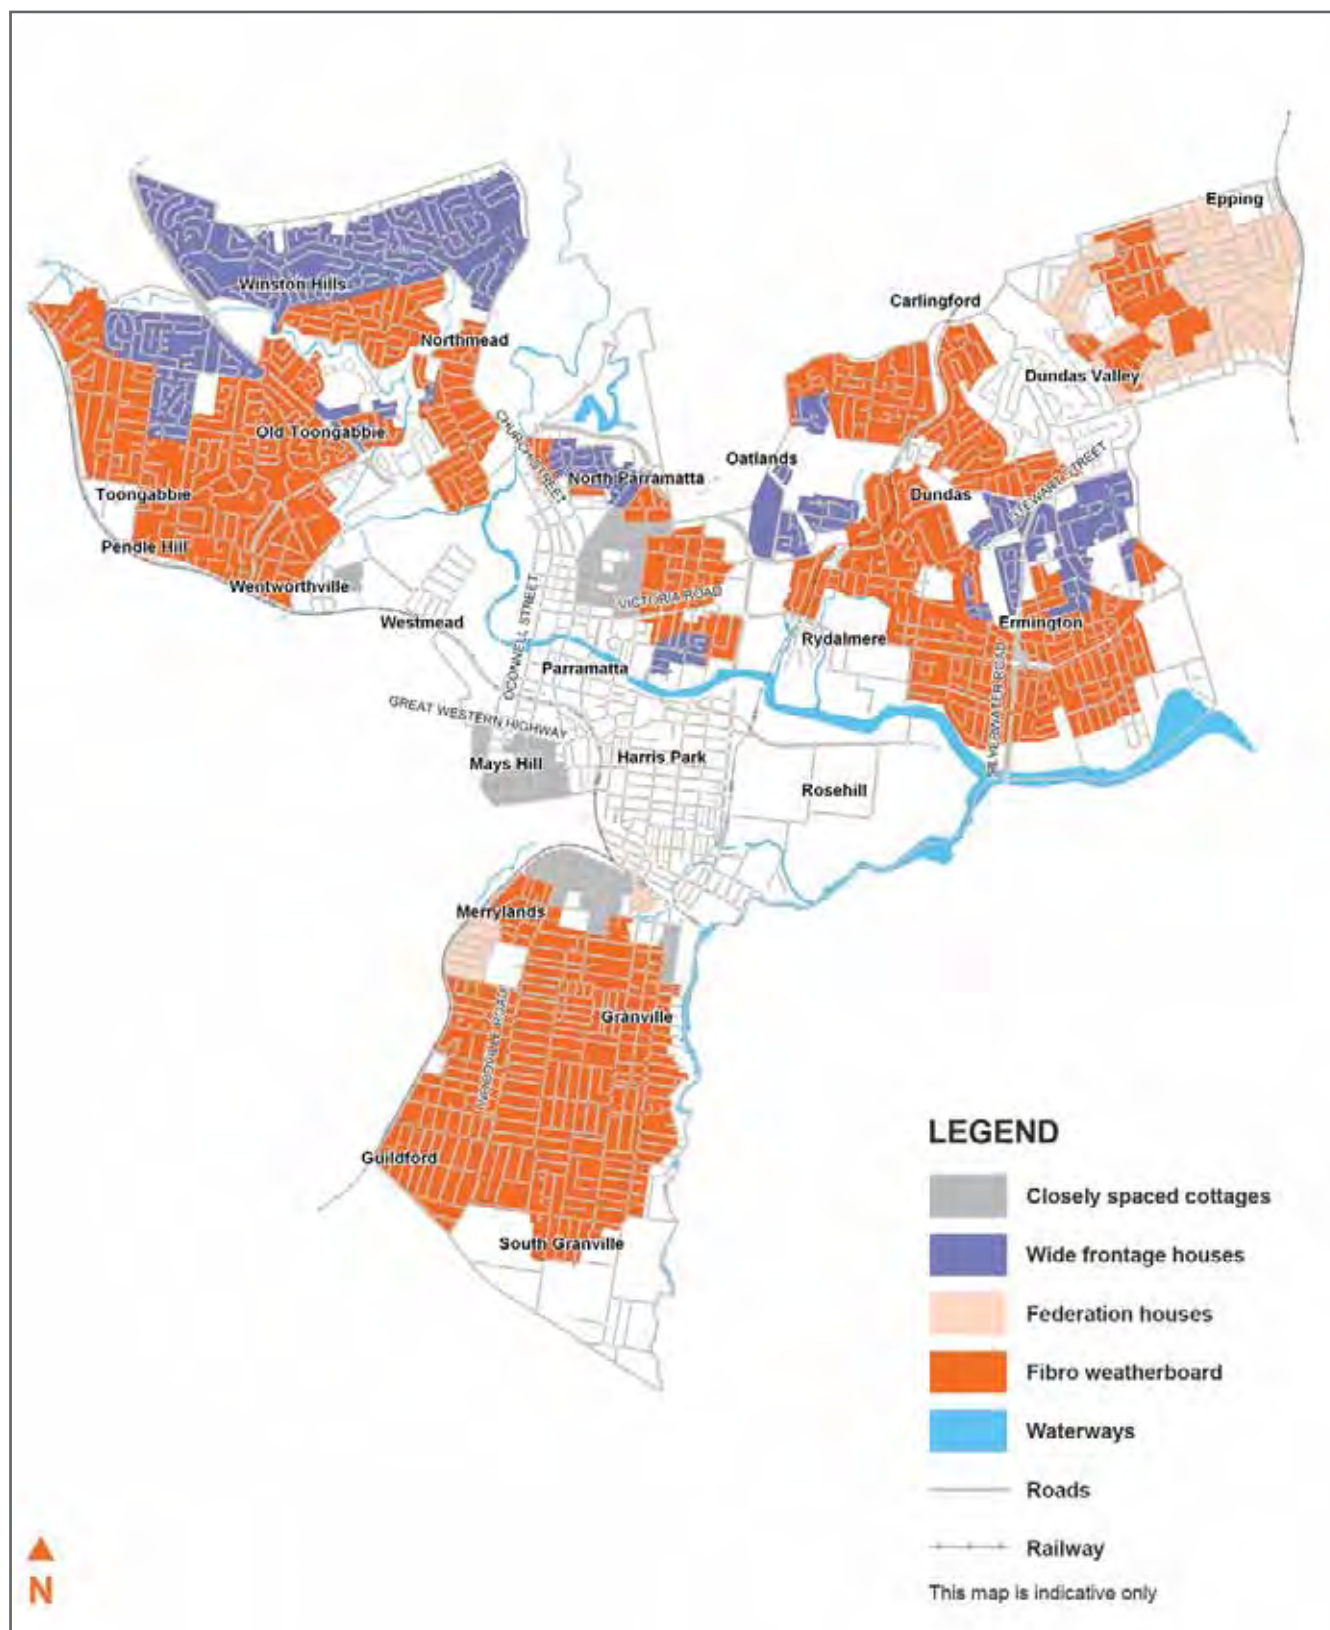 Epping
Winston Hills
Carlingford
Northmead
Dundas Valley
CHURCH STREET
Old Toongabbie
Oatlands
North Parramatta
STEWART STREET
Toongabbie
Dundas
Pendle Hill
Wentworthville
VICTORIA ROAD
Westmead
OCONNELL STREET
Ermington
Rydalmere
Parramatta
SILVERWATER ROAD
GREAT WESTERN HIGHWAY
Mays Hill
Harris Park
Rosehill
Merrylands
Granville
Guildford
South Granville
LEGEND
Closely spaced cottages
Wide frontage houses
Federation houses
Fibro weatherboard
Waterways
Roads
Railway
This map is indicative only
N